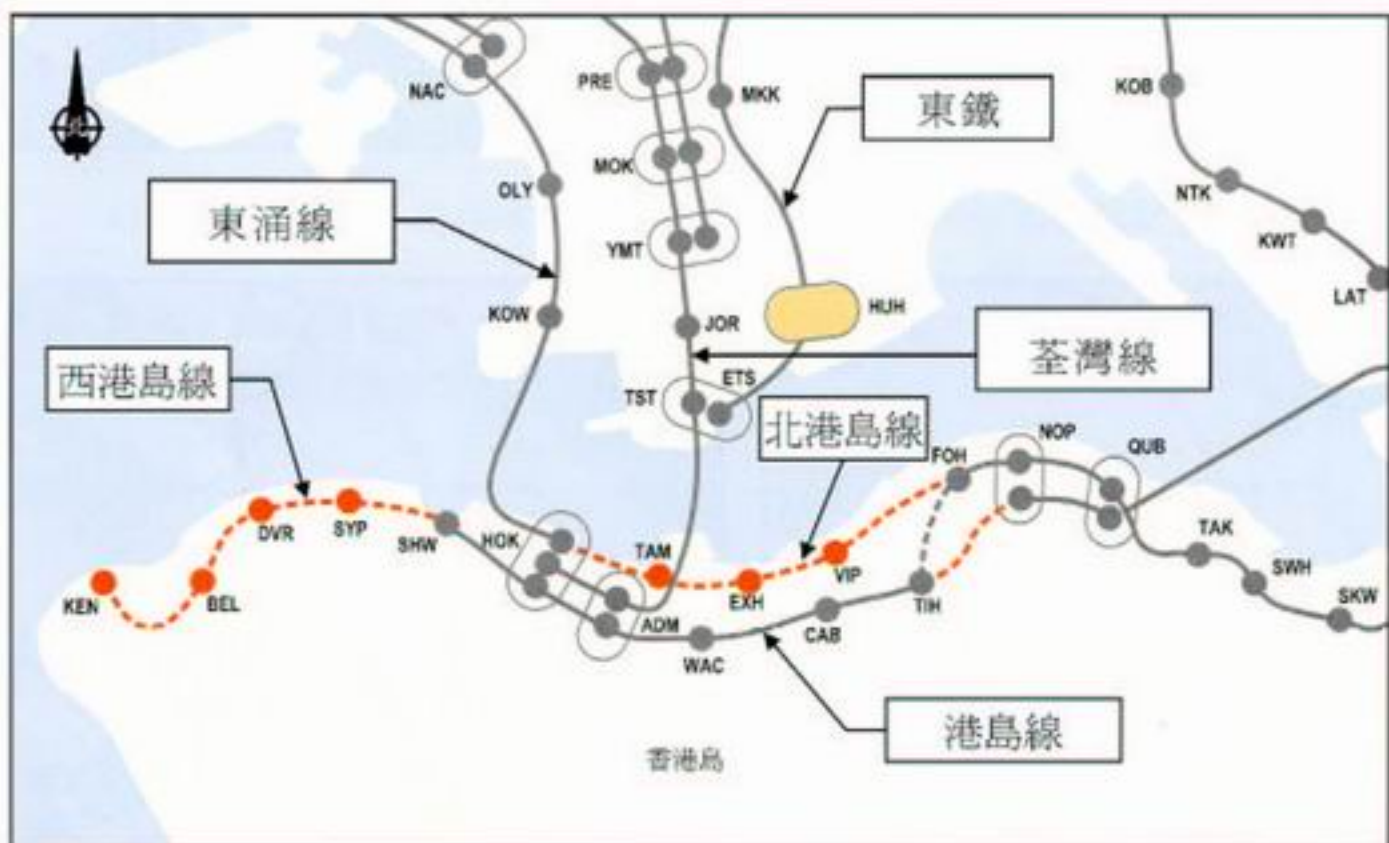 北
NAC
PRE
MKK
KOB
東鐵
MOK
OLY
NTK
東涌線
YMT
KWT
LAT
HUH
KOW
JOR
荃灣線
西港島線
ETS
TST
北港島線
NOP
QUB
FOH
DVR
SYP
SHW
HOK
TAM
TAK
VIP
SWH
KEN
BEL
EXH
TIH
SKW
ADM
CAB
WAC
港島線
香港島